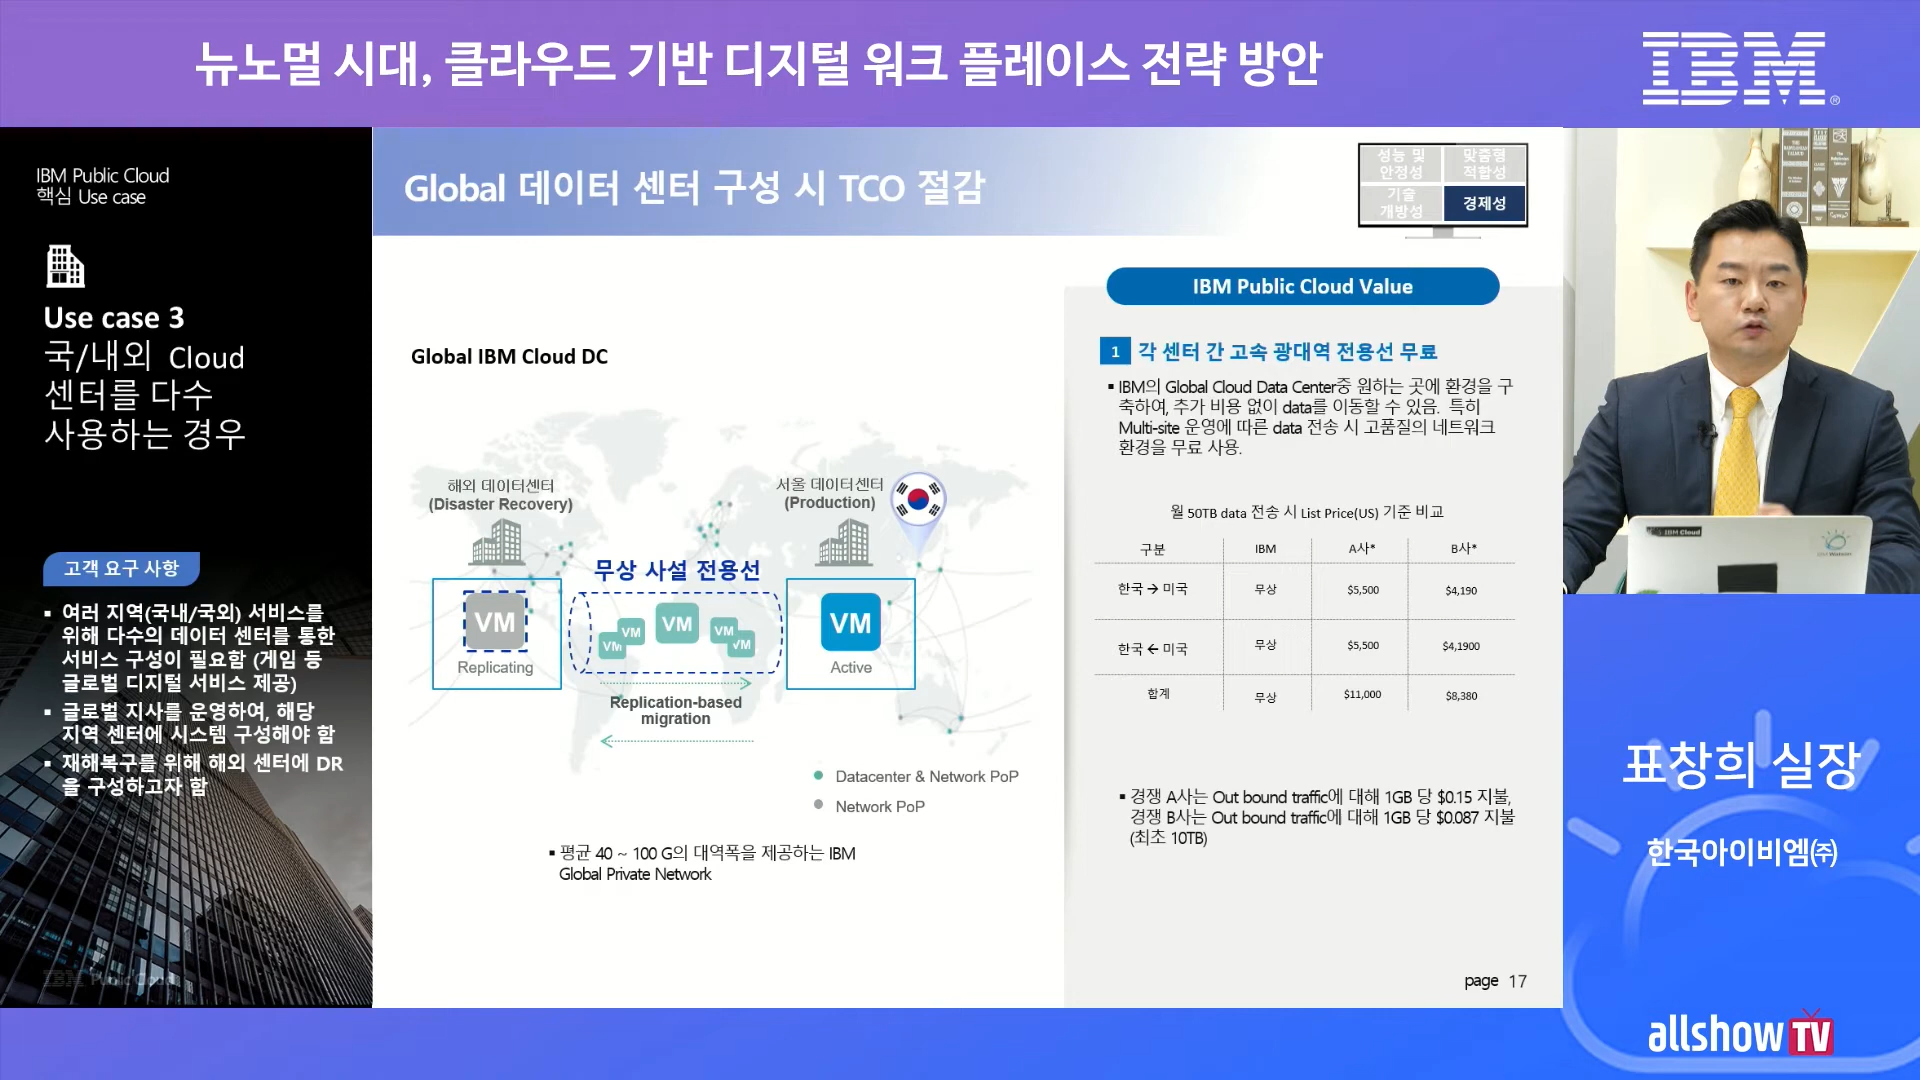 뉴노멀 시대, 클라우드 기반 디지털 워크 플레이스 전략 방안
IBM
IBM Public Cloud
핵심 Use case
Use case 3
국/내외 Cloud
센터를 다수
사용하는 경우
고객 요구 사항
▪ 여러 지역(국내/국외) 서비스를
위해 다수의 데이터 센터를 통한
서비스 구성이 필요함 (게임 등
글로벌 디지털 서비스 제공)
▪ 글로벌 지사를 운영하여, 해당
지역 센터에 시스템 구성해야 함
▪ 재해복구를 위해 해외 센터에 DR
을 구성하고자 함
IBM Public Cloud
Global 데이터 센터 구성 시 TCO 절감
성능 및
안정성
맞춤형
적합성
기술
개방성
경제성
Global IBM Cloud DC
해외 데이터센터
(Disaster Recovery)
서울 데이터센터
(Production)
무상 사설 전용선
VM
Replicating
VM
VM
VM
VM
VM
VM
Active
Replication-based
migration
Datacenter & Network PoP
Network PoP
▪ 평균 40 ~ 100 G의 대역폭을 제공하는 IBM
Global Private Network
IBM Public Cloud Value
1 각 센터 간 고속 광대역 전용선 무료
▪ IBM의 Global Cloud Data Center중 원하는 곳에 환경을 구
축하여, 추가 비용 없이 data를 이동할 수 있음. 특히
Multi-site 운영에 따른 data 전송 시 고품질의 네트워크
환경을 무료 사용.
월 50TB data 전송 시 List Price(US) 기준 비교
구분 IBM A사* B사*
한국 → 미국 무상 $5,500 $4,190
한국 ← 미국 무상 $5,500 $4,1900
합계 무상 $11,000 $8,380
▪ 경쟁 A사는 Out bound traffic에 대해 1GB 당 $0.15 지불,
경쟁 B사는 Out bound traffic에 대해 1GB 당 $0.087 지불
(최초 10TB)
page 17
IBM Cloud
표창희 실장
한국아이비엠㈜
allshow TV